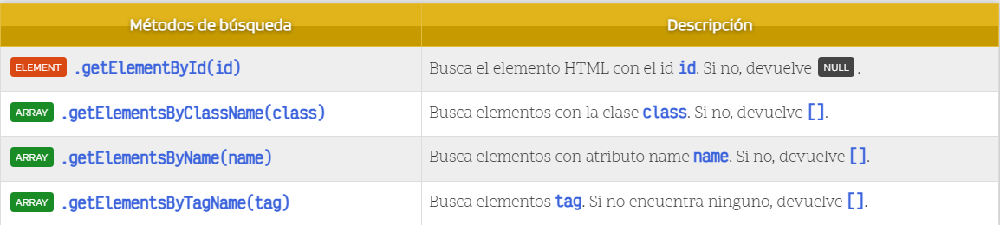 Métodos de búsqueda Descripción
ELEMENT .getElementById(id) Busca el elemento HTML con el id id. Si no, devuelve NULL .
ARRAY .getElementsByClassName(class) Busca elementos con la clase class. Si no, devuelve [].
ARRAY .getElementsByName(name) Busca elementos con atributo name name. Si no, devuelve [].
ARRAY .getElementsByTagName(tag) Busca elementos tag. Si no encuentra ninguno, devuelve [].